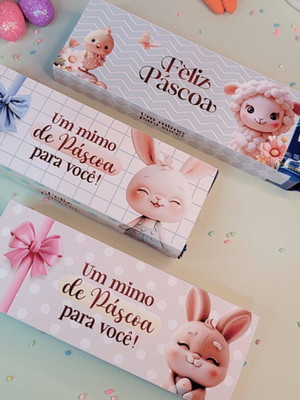 Feliz
Páscoa
Um mimo
de Páscoa
para você!
Um mimo
de Páscoa
para você!